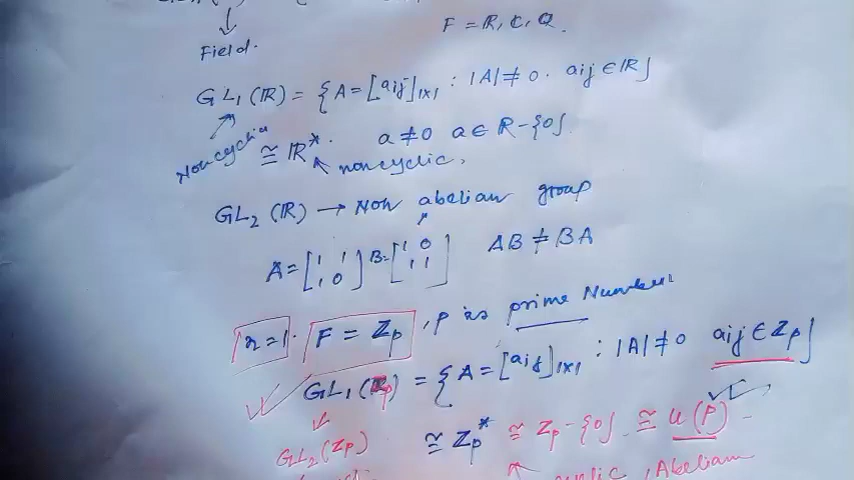 F = ℝ, ℂ, ℚ.
Field.
GL₁(ℝ) = { A = [aij]₁ₓ₁ : |A| ≠ 0. aij ∈ ℝ }
Noncyclic ≅ ℝ*. a ≠ 0 a ∈ ℝ - {0}.
noncyclic,
GL₂(ℝ) → Non abelian group
A = [1 1 ; 1 0] B = [1 0 ; 1 1] AB ≠ BA
n = 1. F = ℤp , p is prime Number
GL₁(ℤp) = { A = [aij]₁ₓ₁ : |A| ≠ 0 aij ∈ ℤp }
≅ ℤp* ≅ ℤp - {0} ≅ U(p)
GL₂(ℤp)
cyclic, Abelian